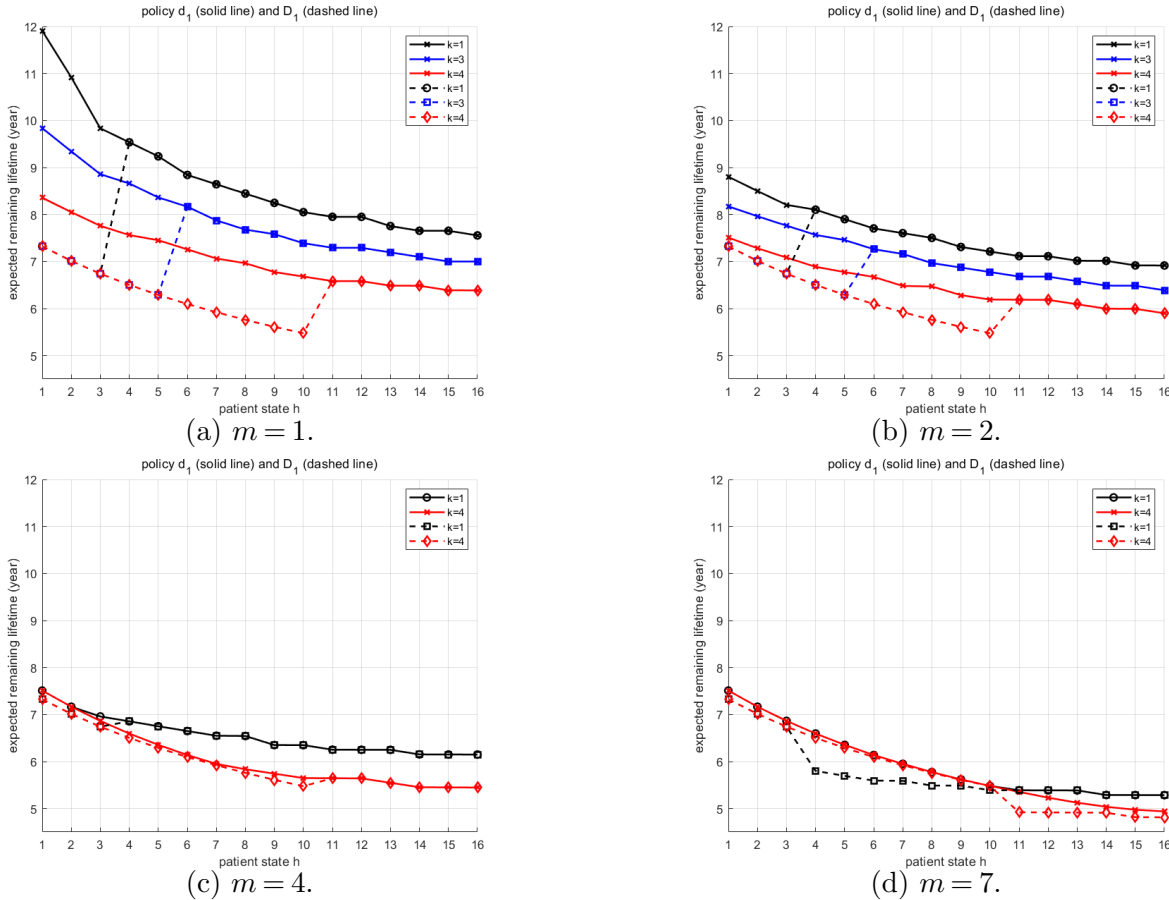 policy d1 (solid line) and D1 (dashed line)
expected remaining lifetime (year)
12
11
10
9
8
7
6
5
k=1
k=3
k=4
k=1
k=3
k=4
1 2 3 4 5 6 7 8 9 10 11 12 13 14 15 16
patient state h
(a) m = 1.
policy d1 (solid line) and D1 (dashed line)
expected remaining lifetime (year)
12
11
10
9
8
7
6
5
k=1
k=3
k=4
k=1
k=3
k=4
1 2 3 4 5 6 7 8 9 10 11 12 13 14 15 16
patient state h
(b) m = 2.
policy d1 (solid line) and D1 (dashed line)
expected remaining lifetime (year)
12
11
10
9
8
7
6
5
k=1
k=4
k=1
k=4
1 2 3 4 5 6 7 8 9 10 11 12 13 14 15 16
patient state h
(c) m = 4.
policy d1 (solid line) and D1 (dashed line)
expected remaining lifetime (year)
12
11
10
9
8
7
6
5
k=1
k=4
k=1
k=4
1 2 3 4 5 6 7 8 9 10 11 12 13 14 15 16
patient state h
(d) m = 7.